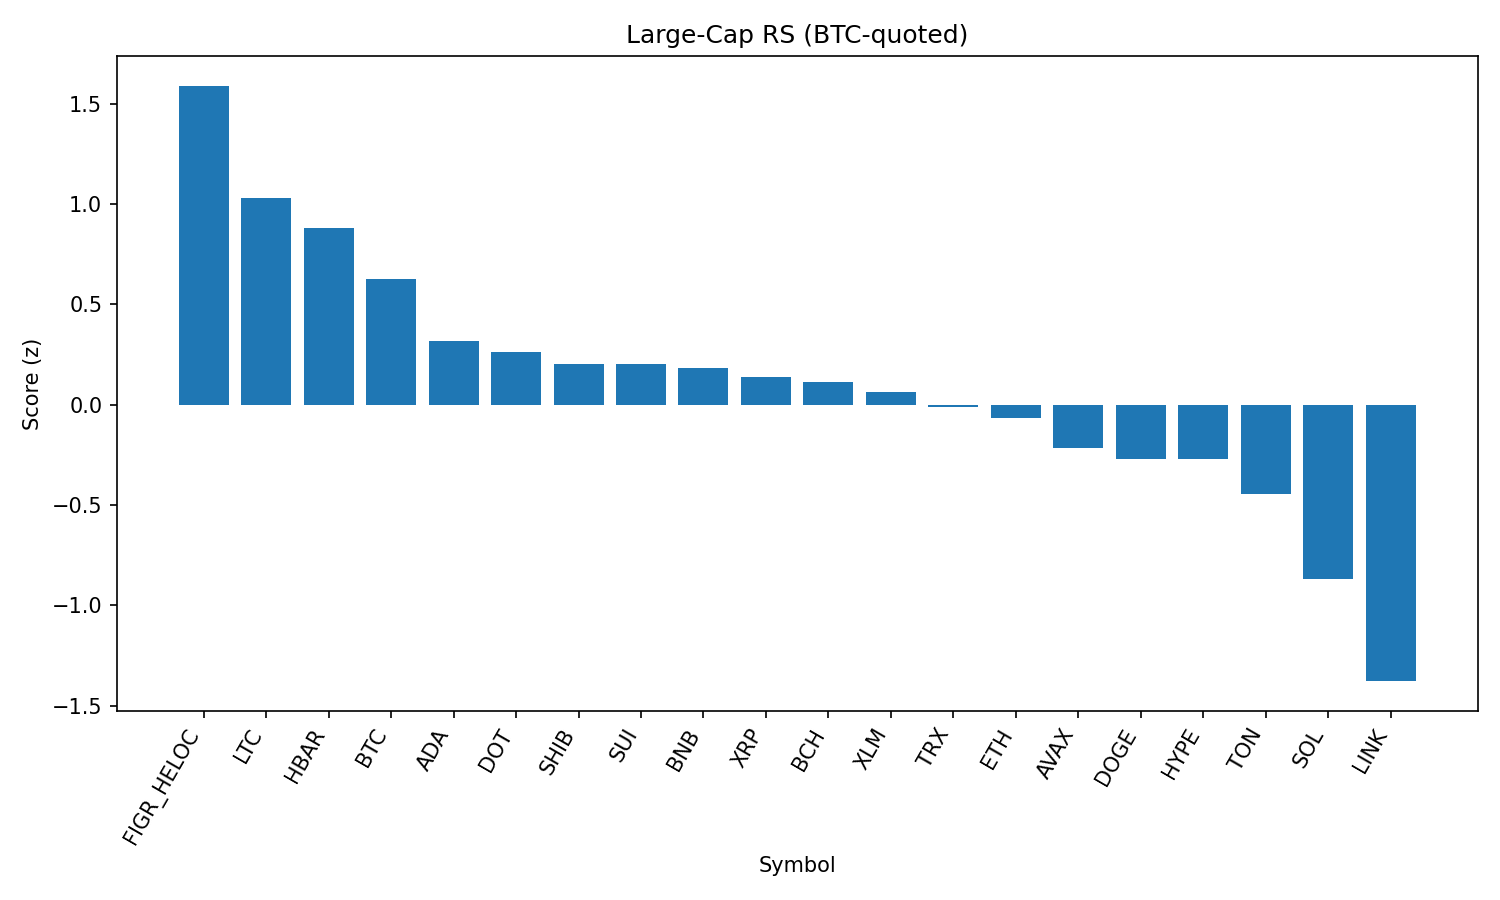 Large-Cap RS (BTC-quoted)
Score (z)
1.5
1.0
0.5
0.0
−0.5
−1.0
−1.5
FIGR_HELOC
LTC
HBAR
BTC
ADA
DOT
SHIB
SUI
BNB
XRP
BCH
XLM
TRX
ETH
AVAX
DOGE
HYPE
TON
SOL
LINK
Symbol